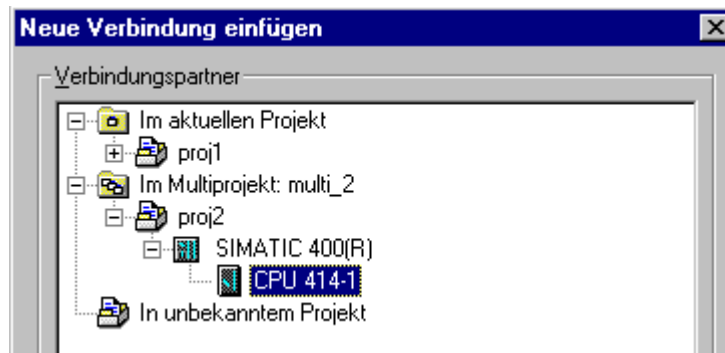 Neue Verbindung einfügen
Verbindungspartner
Im aktuellen Projekt
proj1
Im Multiprojekt: multi_2
proj2
SIMATIC 400(R)
CPU 414-1
In unbekanntem Projekt